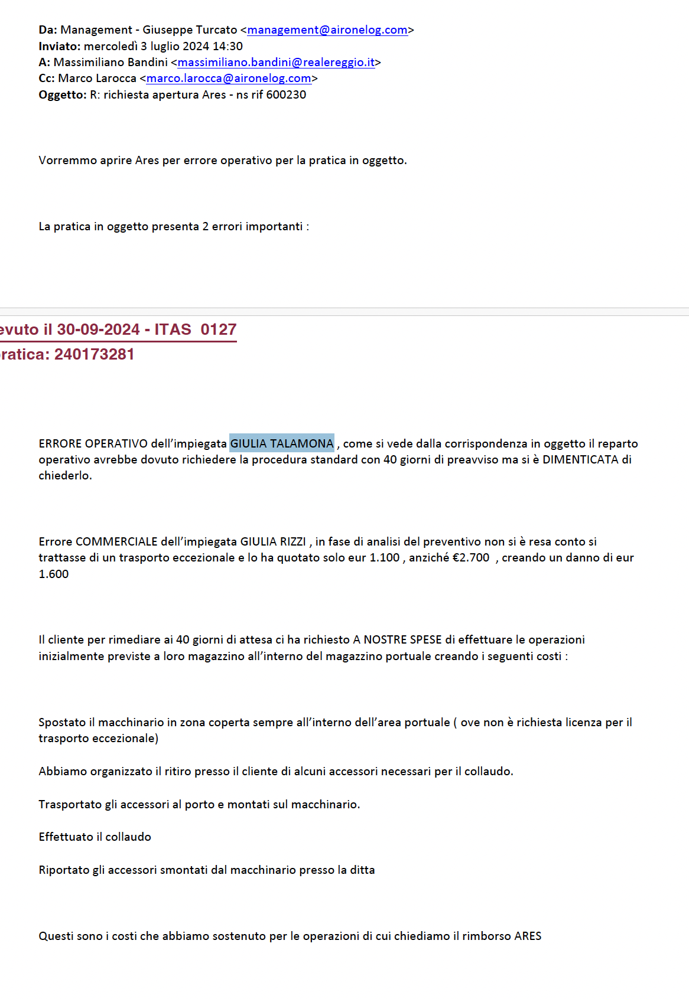 Da: Management - Giuseppe Turcato <management@aironelog.com>
Inviato: mercoledì 3 luglio 2024 14:30
A: Massimiliano Bandini <massimiliano.bandini@realereggio.it>
Cc: Marco Larocca <marco.larocca@aironelog.com>
Oggetto: R: richiesta apertura Ares - ns rif 600230
Vorremmo aprire Ares per errore operativo per la pratica in oggetto.
La pratica in oggetto presenta 2 errori importanti :
evuto il 30-09-2024 - ITAS  0127
ratica: 240173281
ERRORE OPERATIVO dell’impiegata GIULIA TALAMONA , come si vede dalla corrispondenza in oggetto il reparto
operativo avrebbe dovuto richiedere la procedura standard con 40 giorni di preavviso ma si è DIMENTICATA di
chiederlo.
Errore COMMERCIALE dell’impiegata GIULIA RIZZI , in fase di analisi del preventivo non si è resa conto si
trattasse di un trasporto eccezionale e lo ha quotato solo eur 1.100 , anziché €2.700  , creando un danno di eur
1.600
Il cliente per rimediare ai 40 giorni di attesa ci ha richiesto A NOSTRE SPESE di effettuare le operazioni
inizialmente previste a loro magazzino all’interno del magazzino portuale creando i seguenti costi :
Spostato il macchinario in zona coperta sempre all’interno dell’area portuale ( ove non è richiesta licenza per il
trasporto eccezionale)
Abbiamo organizzato il ritiro presso il cliente di alcuni accessori necessari per il collaudo.
Trasportato gli accessori al porto e montati sul macchinario.
Effettuato il collaudo
Riportato gli accessori smontati dal macchinario presso la ditta
Questi sono i costi che abbiamo sostenuto per le operazioni di cui chiediamo il rimborso ARES